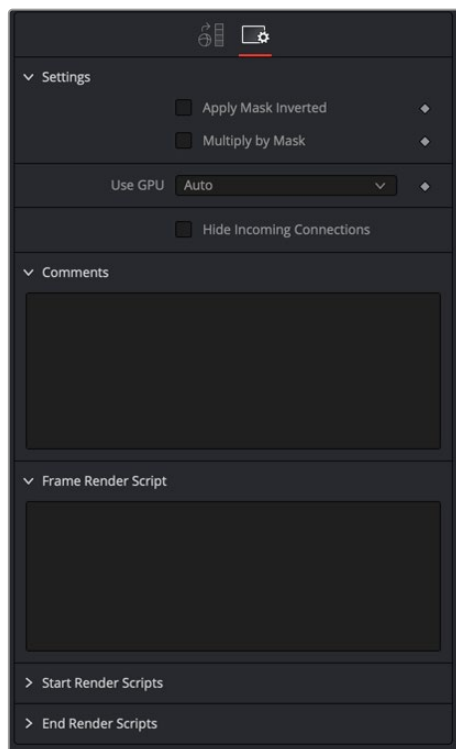 Settings
Apply Mask Inverted
Multiply by Mask
Use GPU Auto
Hide Incoming Connections
Comments
Frame Render Script
Start Render Scripts
End Render Scripts